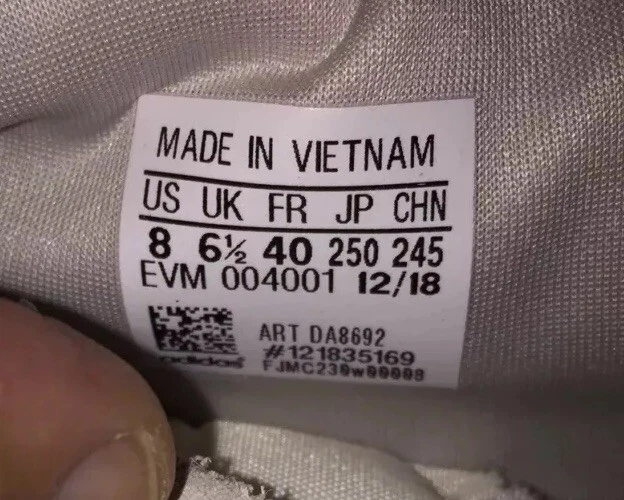 MADE IN VIETNAM
US UK FR JP CHN
8 6½ 40 250 245
EVM 004001 12/18
ART DA8692
#121835169
adidas